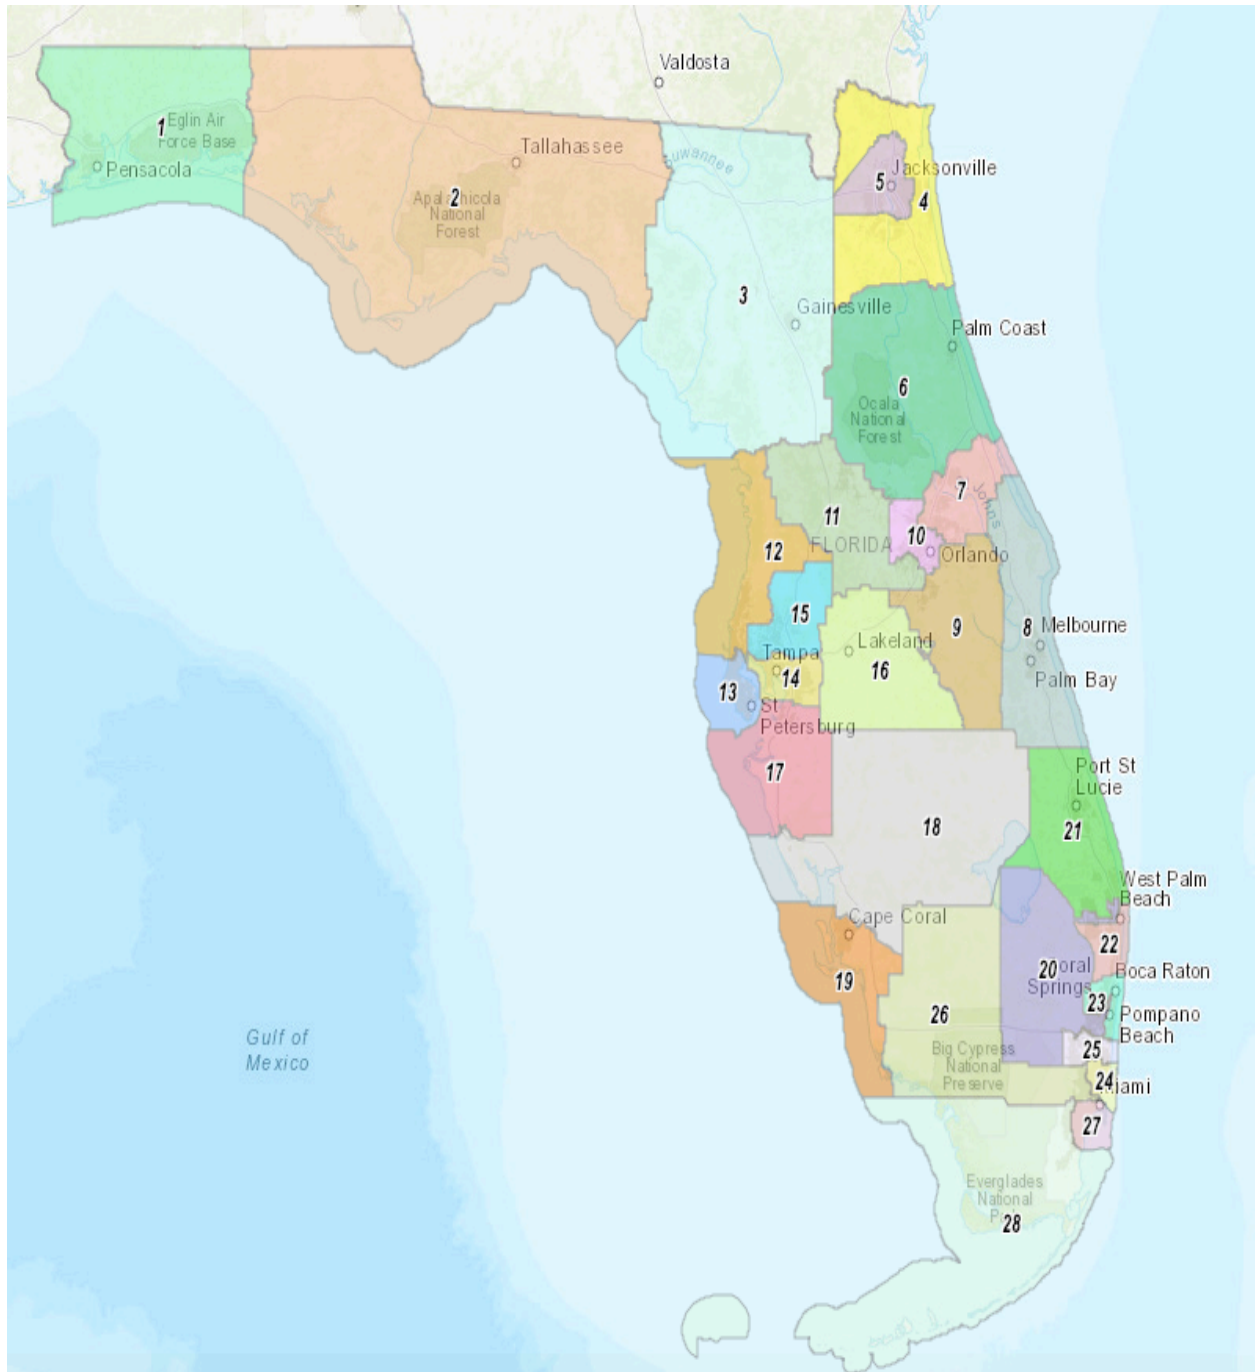 Valdosta
Eglin Air
Force Base
1
Pensacola
Tallahassee
2
Apalachicola
National
Forest
Suwannee
Jacksonville
5
4
3
Gainesville
Palm Coast
6
Ocala
National
Forest
7
Johns
11
10
FLORIDA
Orlando
12
15
9
8
Melbourne
Tampa
Lakeland
16
14
13
Palm Bay
St
Petersburg
17
Port St
Lucie
18
21
West Palm
Beach
Cape Coral
22
20
oral
Springs
Boca Raton
19
23
26
Pompano
Beach
Gulf of
Mexico
25
Big Cypress
National
Preserve
24
iami
27
Everglades
National
P
28